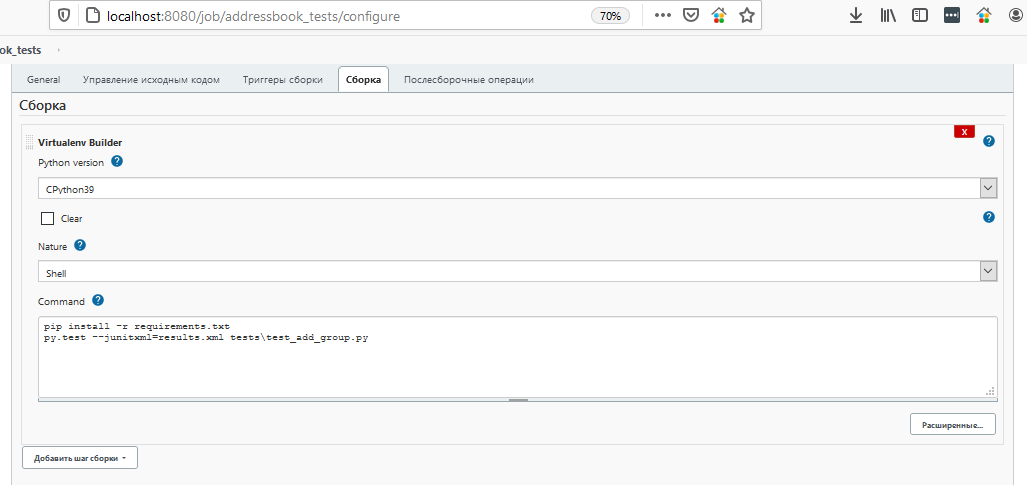 localhost:8080/job/addressbook_tests/configure
70%
ok_tests
General Управление исходным кодом Триггеры сборки Сборка Послесборочные операции
Сборка
X
Virtualenv Builder
Python version
CPython39
Clear
Nature
Shell
Command
pip install -r requirements.txt
py.test --junitxml=results.xml tests\test_add_group.py
Расширенные...
Добавить шаг сборки